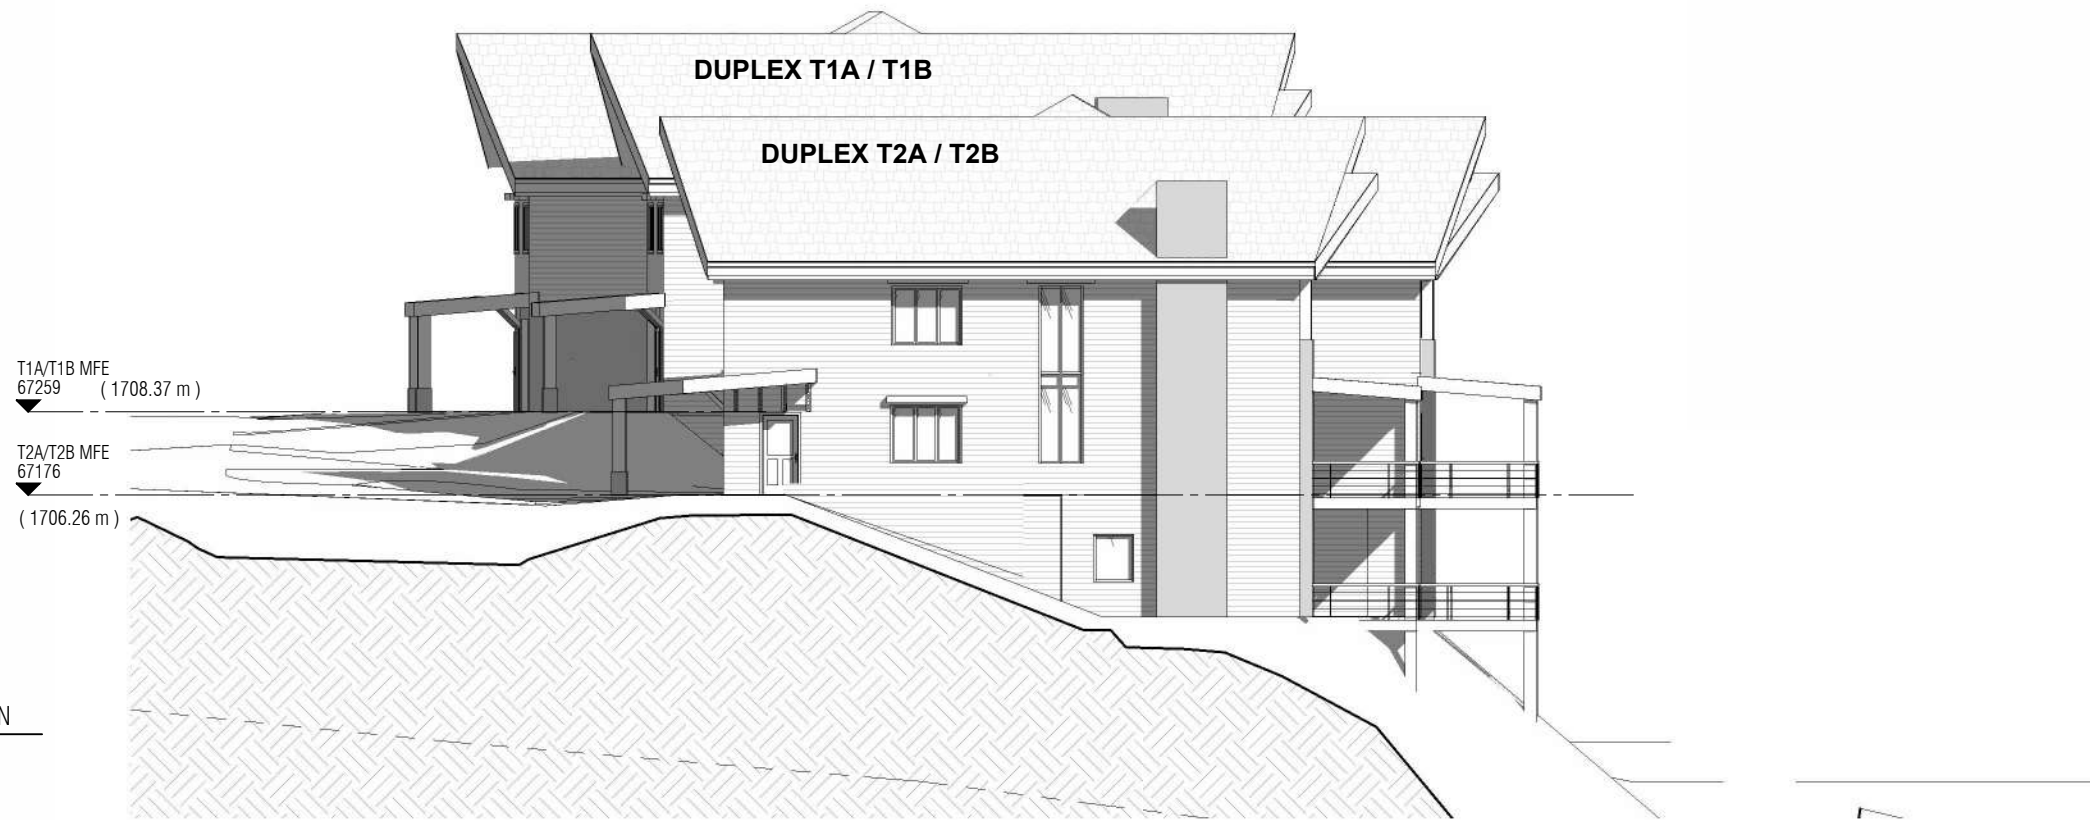 DUPLEX T1A / T1B
DUPLEX T2A / T2B
T1A/T1B MFE
67259 ( 1708.37 m )
T2A/T2B MFE
67176
( 1706.26 m )
N